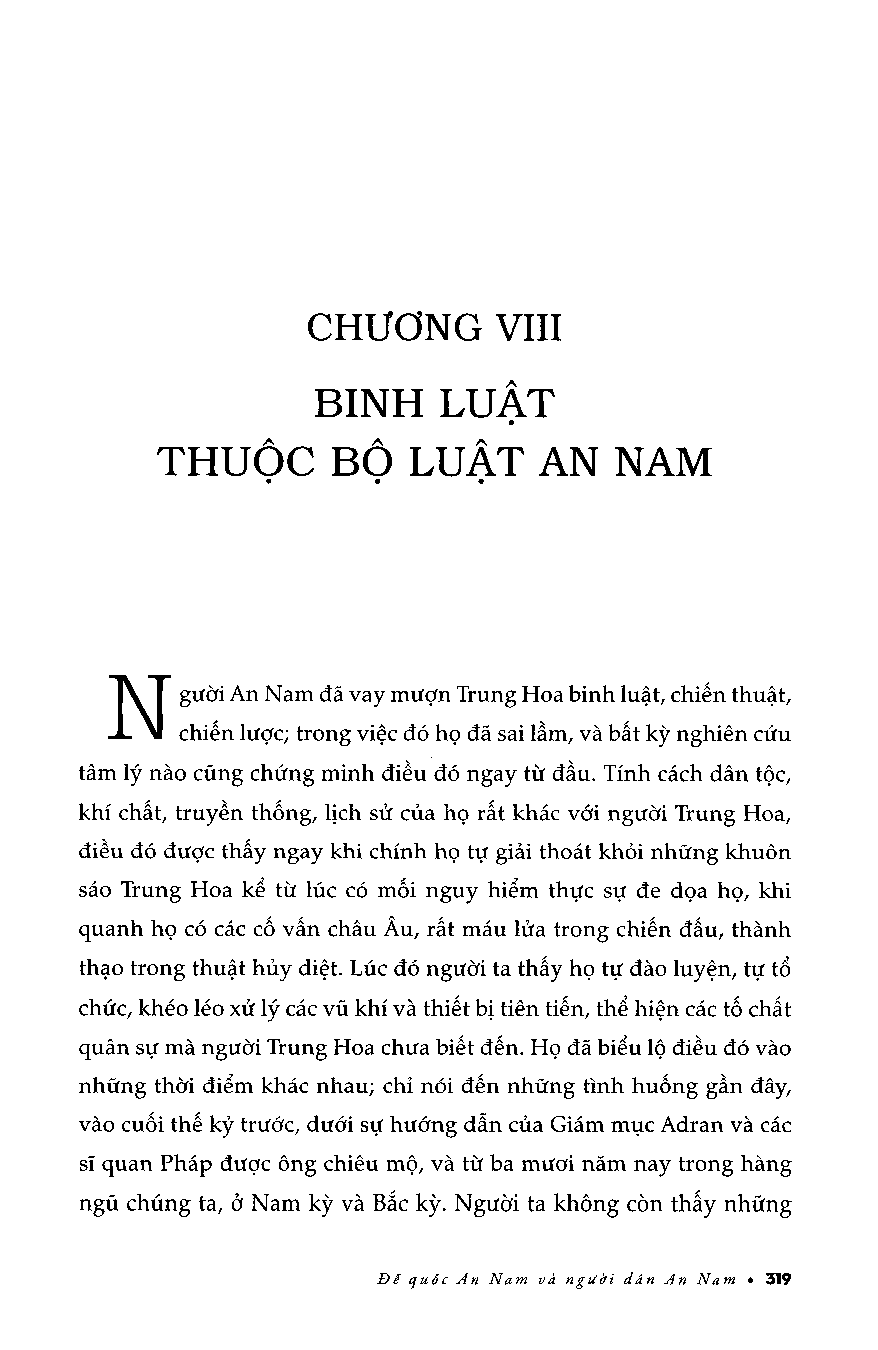 CHƯƠNG VIII
BINH LUẬT
THUỘC BỘ LUẬT AN NAM
Người An Nam đã vay mượn Trung Hoa binh luật, chiến thuật,
chiến lược; trong việc đó họ đã sai lầm, và bất kỳ nghiên cứu
tâm lý nào cũng chứng minh điều đó ngay từ đầu. Tính cách dân tộc,
khí chất, truyền thống, lịch sử của họ rất khác với người Trung Hoa,
điều đó được thấy ngay khi chính họ tự giải thoát khỏi những khuôn
sáo Trung Hoa kể từ lúc có mối nguy hiểm thực sự đe dọa họ, khi
quanh họ có các cố vấn châu Âu, rất máu lửa trong chiến đấu, thành
thạo trong thuật hủy diệt. Lúc đó người ta thấy họ tự đào luyện, tự tổ
chức, khéo léo xử lý các vũ khí và thiết bị tiên tiến, thể hiện các tố chất
quân sự mà người Trung Hoa chưa biết đến. Họ đã biểu lộ điều đó vào
những thời điểm khác nhau; chỉ nói đến những tình huống gần đây,
vào cuối thế kỷ trước, dưới sự hướng dẫn của Giám mục Adran và các
sĩ quan Pháp được ông chiêu mộ, và từ ba mươi năm nay trong hàng
ngũ chúng ta, ở Nam kỳ và Bắc kỳ. Người ta không còn thấy những
Đế quốc An Nam và người dân An Nam • 319